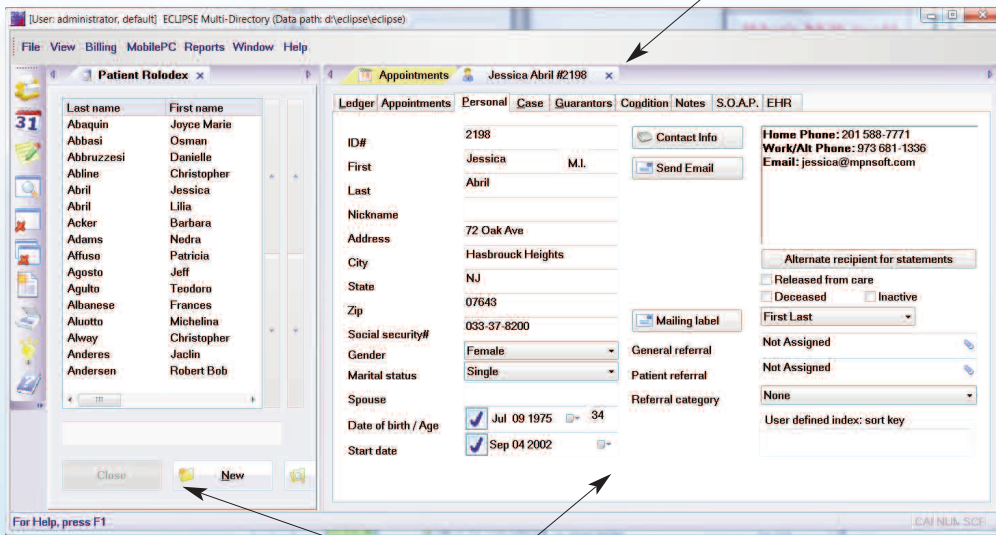 [User: administrator, default] ECLIPSE Multi-Directory (Data path: d:\eclipse\eclipse)
File View Billing MobilePC Reports Window Help
Patient Rolodex x
Appointments Jessica Abril #2198 x
31
Last name First name
Abaquin Joyce Marie
Abbasi Osman
Abbruzzesi Danielle
Abline Christopher
Abril Jessica
Abril Lilia
Acker Barbara
Adams Nedra
Affuso Patricia
Agosto Jeff
Agulto Teodoro
Albanese Frances
Aluotto Michelina
Alway Christopher
Anderes Jaclin
Andersen Robert Bob
Close New
Ledger Appointments Personal Case Guarantors Condition Notes S.O.A.P. EHR
ID# 2198
First Jessica M.I.
Last Abril
Nickname
Address 72 Oak Ave
City Hasbrouck Heights
State NJ
Zip 07643
Social security# 033-37-8200
Gender Female
Marital status Single
Spouse
Date of birth / Age Jul 09 1975 34
Start date Sep 04 2002
Contact Info
Send Email
Mailing label
General referral Not Assigned
Patient referral Not Assigned
Referral category None
Home Phone: 201 588-7771
Work/Alt Phone: 973 681-1336
Email: jessica@mpnsoft.com
Alternate recipient for statements
Released from care
Deceased Inactive
First Last
User defined index: sort key
For Help, press F1